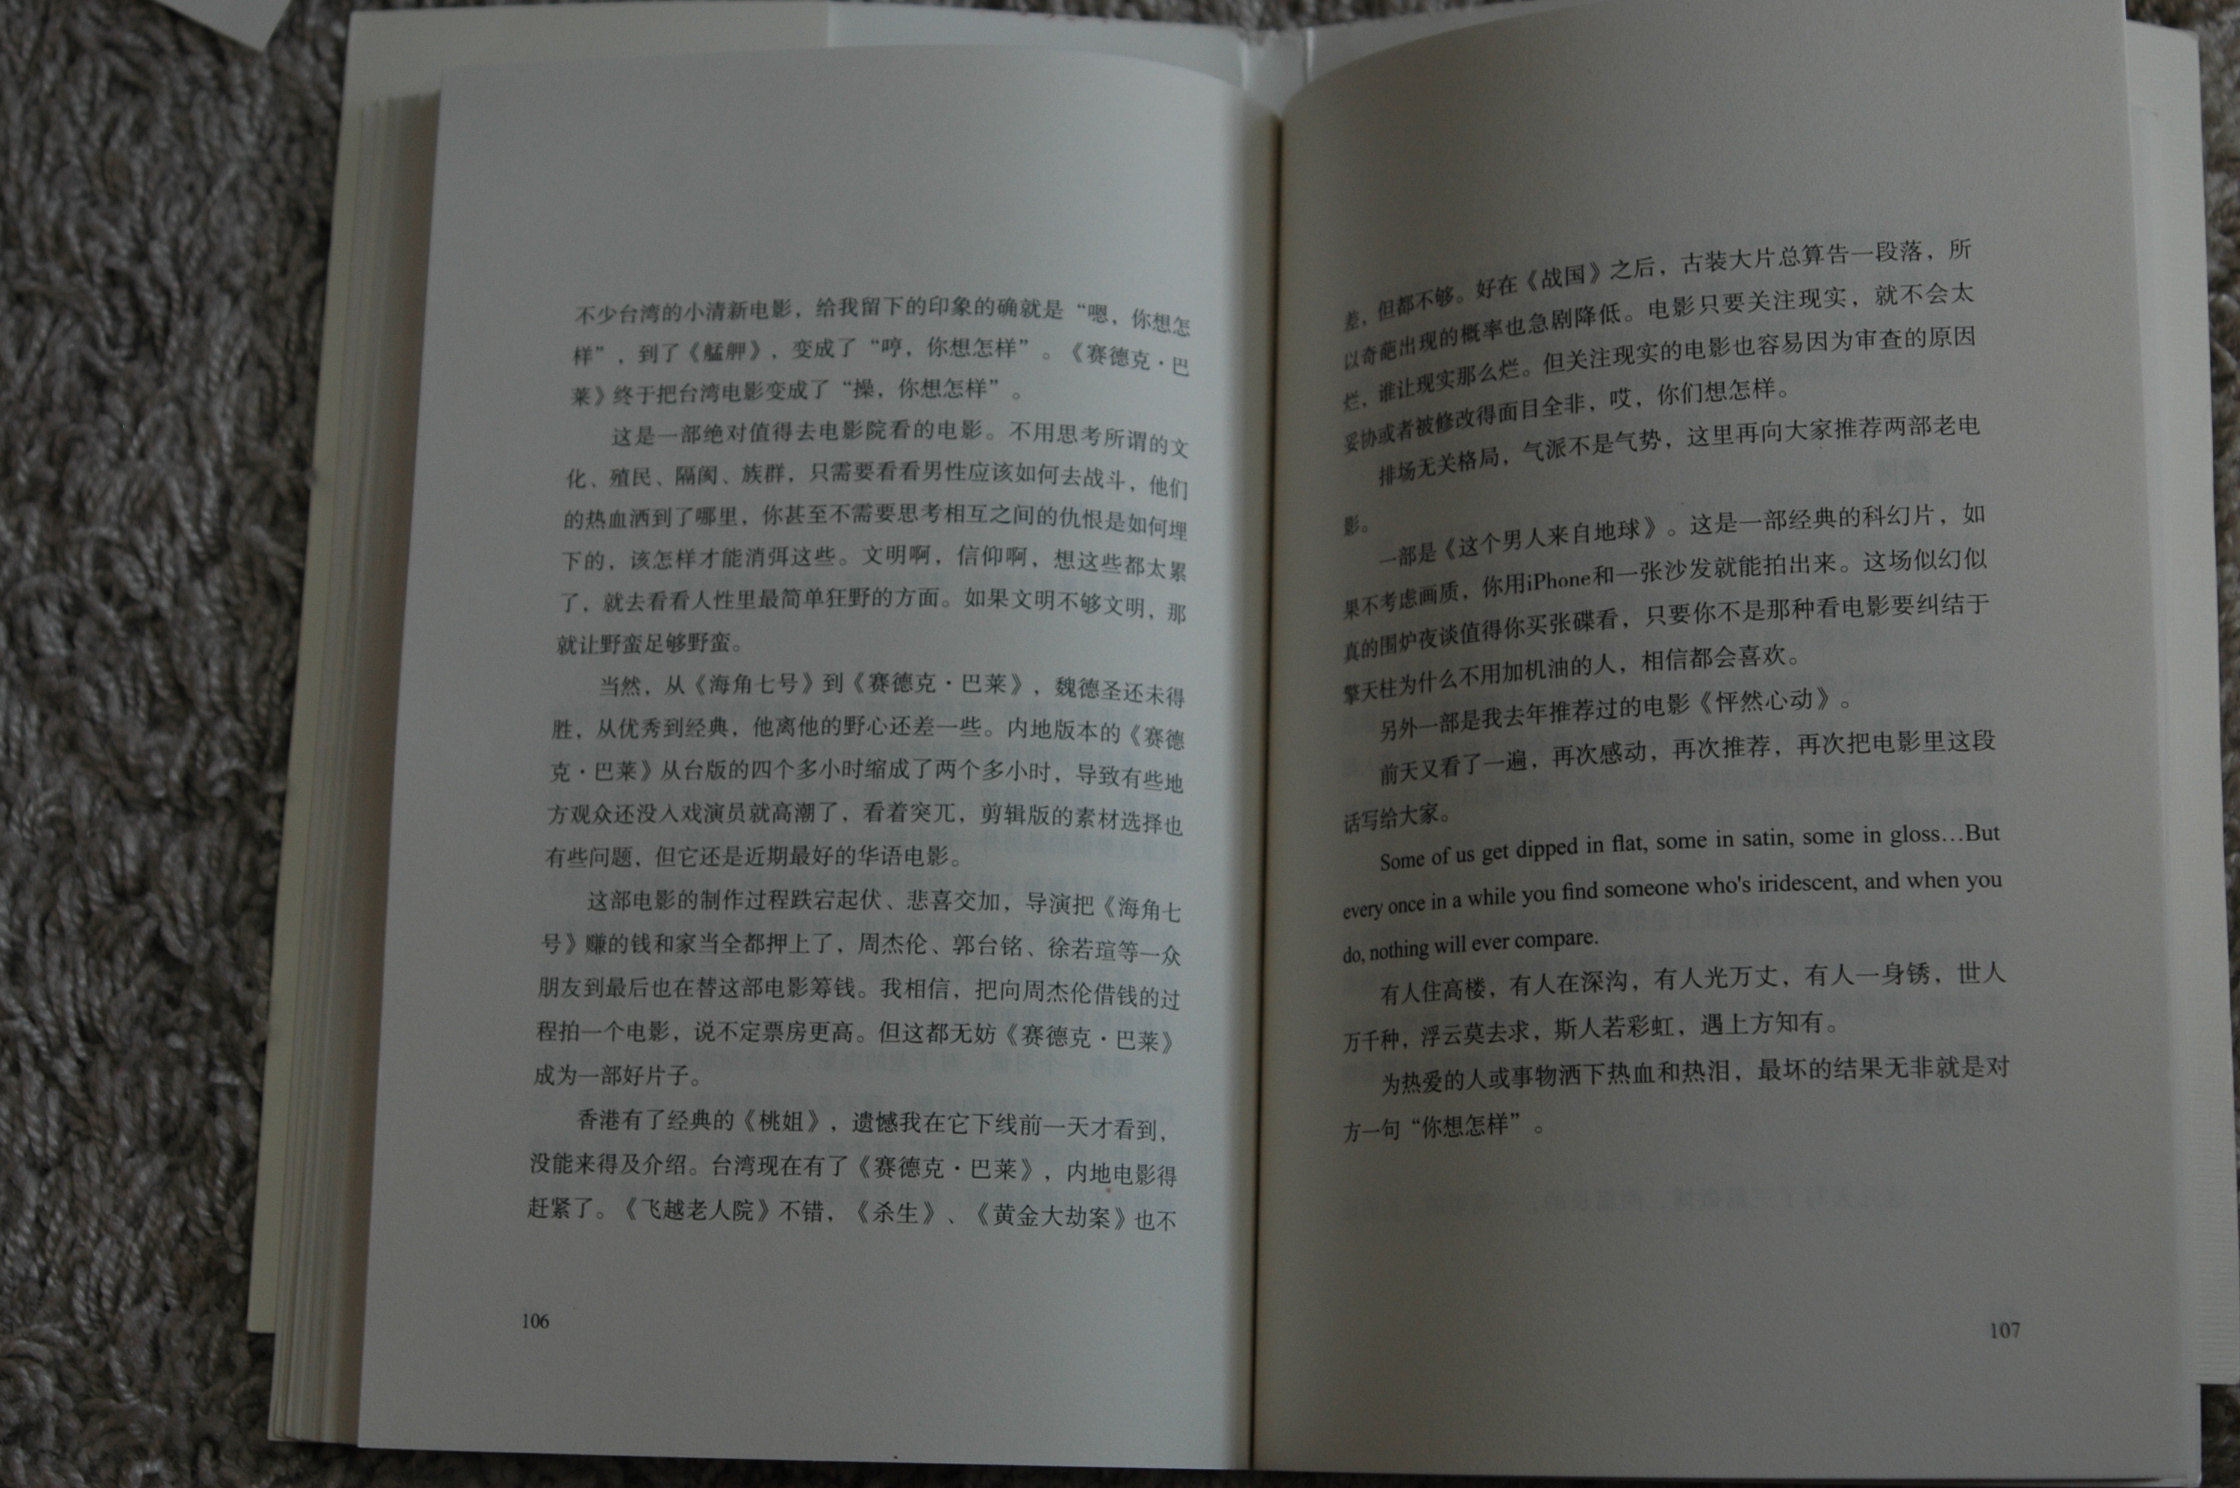 不少台湾的小清新电影，给我留下的印象的确就是“嗯，你想怎
样”，到了《艋舺》，变成了“哼，你想怎样”。《赛德克·巴
莱》终于把台湾电影变成了“操，你想怎样”。
这是一部绝对值得去电影院看的电影。不用思考所谓的文
化、殖民、隔阂、族群，只需要看看男性应该如何去战斗，他们
的热血洒到了哪里，你甚至不需要思考相互之间的仇恨是如何埋
下的，该怎样才能消弭这些。文明啊，信仰啊，想这些都太累
了，就去看看人性里最简单狂野的方面。如果文明不够文明，那
就让野蛮足够野蛮。
当然，从《海角七号》到《赛德克·巴莱》，魏德圣还未得
胜，从优秀到经典，他离他的野心还差一些。内地版本的《赛德
克·巴莱》从台版的四个多小时缩成了两个多小时，导致有些地
方观众还没入戏演员就高潮了，看着突兀，剪辑版的素材选择也
有些问题，但它还是近期最好的华语电影。
这部电影的制作过程跌宕起伏、悲喜交加，导演把《海角七
号》赚的钱和家当全都押上了，周杰伦、郭台铭、徐若瑄等一众
朋友到最后也在替这部电影筹钱。我相信，把向周杰伦借钱的过
程拍一个电影，说不定票房更高。但这都无妨《赛德克·巴莱》
成为一部好片子。
香港有了经典的《桃姐》，遗憾我在它下线前一天才看到，
没能来得及介绍。台湾现在有了《赛德克·巴莱》，内地电影得
赶紧了。《飞越老人院》不错，《杀生》、《黄金大劫案》也不
106
差，但都不够。好在《战国》之后，古装大片总算告一段落，所
以奇葩出现的概率也急剧降低。电影只要关注现实，就不会太
烂，谁让现实那么烂。但关注现实的电影也容易因为审查的原因
妥协或者被修改得面目全非，哎，你们想怎样。
排场无关格局，气派不是气势，这里再向大家推荐两部老电
影。
一部是《这个男人来自地球》。这是一部经典的科幻片，如
果不考虑画质，你用iPhone和一张沙发就能拍出来。这场似幻似
真的围炉夜谈值得你买张碟看，只要你不是那种看电影要纠结于
擎天柱为什么不用加机油的人，相信都会喜欢。
另外一部是我去年推荐过的电影《怦然心动》。
前天又看了一遍，再次感动，再次推荐，再次把电影里这段
话写给大家。
Some of us get dipped in flat, some in satin, some in gloss…But
every once in a while you find someone who's iridescent, and when you
do, nothing will ever compare.
有人住高楼，有人在深沟，有人光万丈，有人一身锈，世人
万千种，浮云莫去求，斯人若彩虹，遇上方知有。
为热爱的人或事物洒下热血和热泪，最坏的结果无非就是对
方一句“你想怎样”。
107